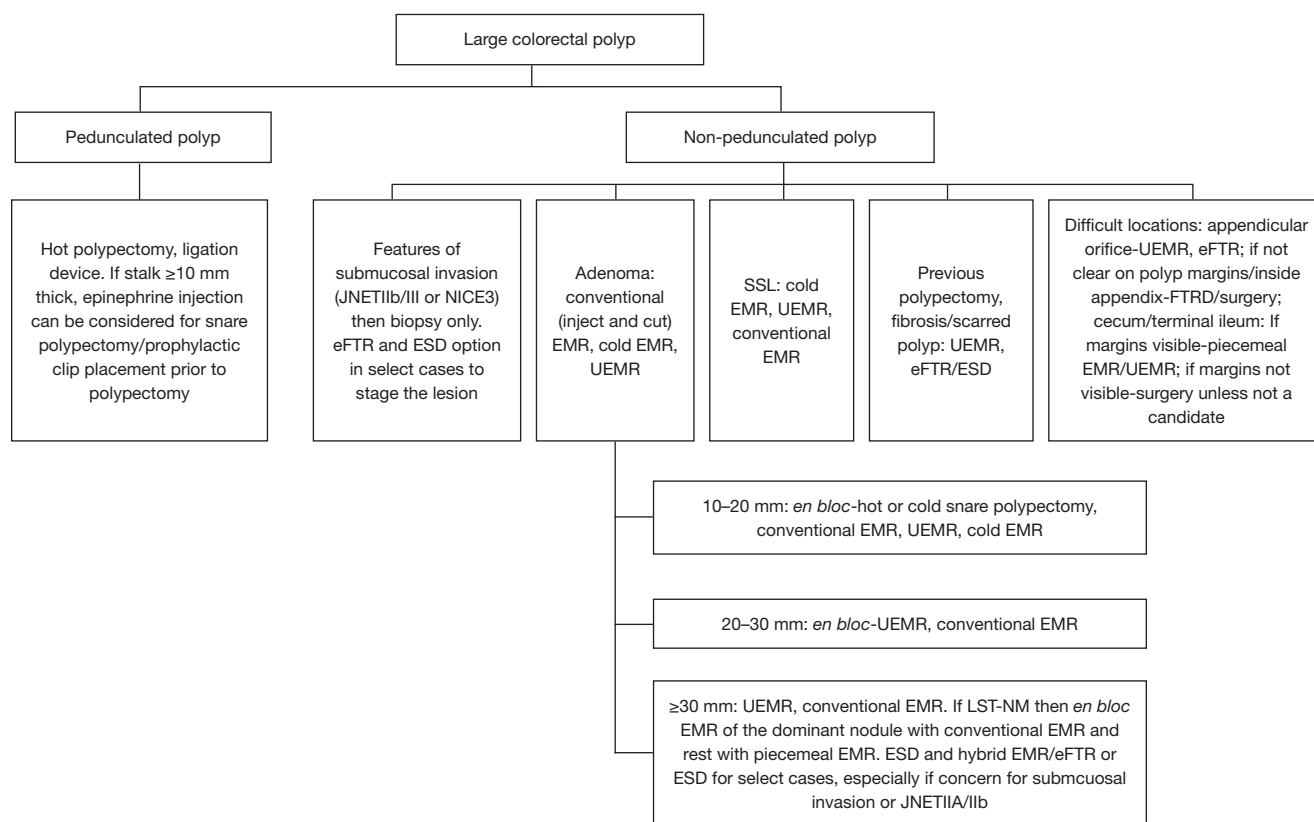 Large colorectal polyp
Pedunculated polyp
Non-pedunculated polyp
Hot polypectomy, ligation
device. If stalk ≥10 mm
thick, epinephrine injection
can be considered for snare
polypectomy/prophylactic
clip placement prior to
polypectomy
Features of
submucosal invasion
(JNETIIb/III or NICE3)
then biopsy only.
eFTR and ESD option
in select cases to
stage the lesion
Adenoma:
conventional
(inject and cut)
EMR, cold EMR,
UEMR
SSL: cold
EMR, UEMR,
conventional
EMR
Previous
polypectomy,
fibrosis/scarred
polyp: UEMR,
eFTR/ESD
Difficult locations: appendicular
orifice-UEMR, eFTR; if not
clear on polyp margins/inside
appendix-FTRD/surgery;
cecum/terminal ileum: If
margins visible-piecemeal
EMR/UEMR; if margins not
visible-surgery unless not a
candidate
10–20 mm: en bloc-hot or cold snare polypectomy,
conventional EMR, UEMR, cold EMR
20–30 mm: en bloc-UEMR, conventional EMR
≥30 mm: UEMR, conventional EMR. If LST-NM then en bloc
EMR of the dominant nodule with conventional EMR and
rest with piecemeal EMR. ESD and hybrid EMR/eFTR or
ESD for select cases, especially if concern for submcuosal
invasion or JNETIIA/IIb